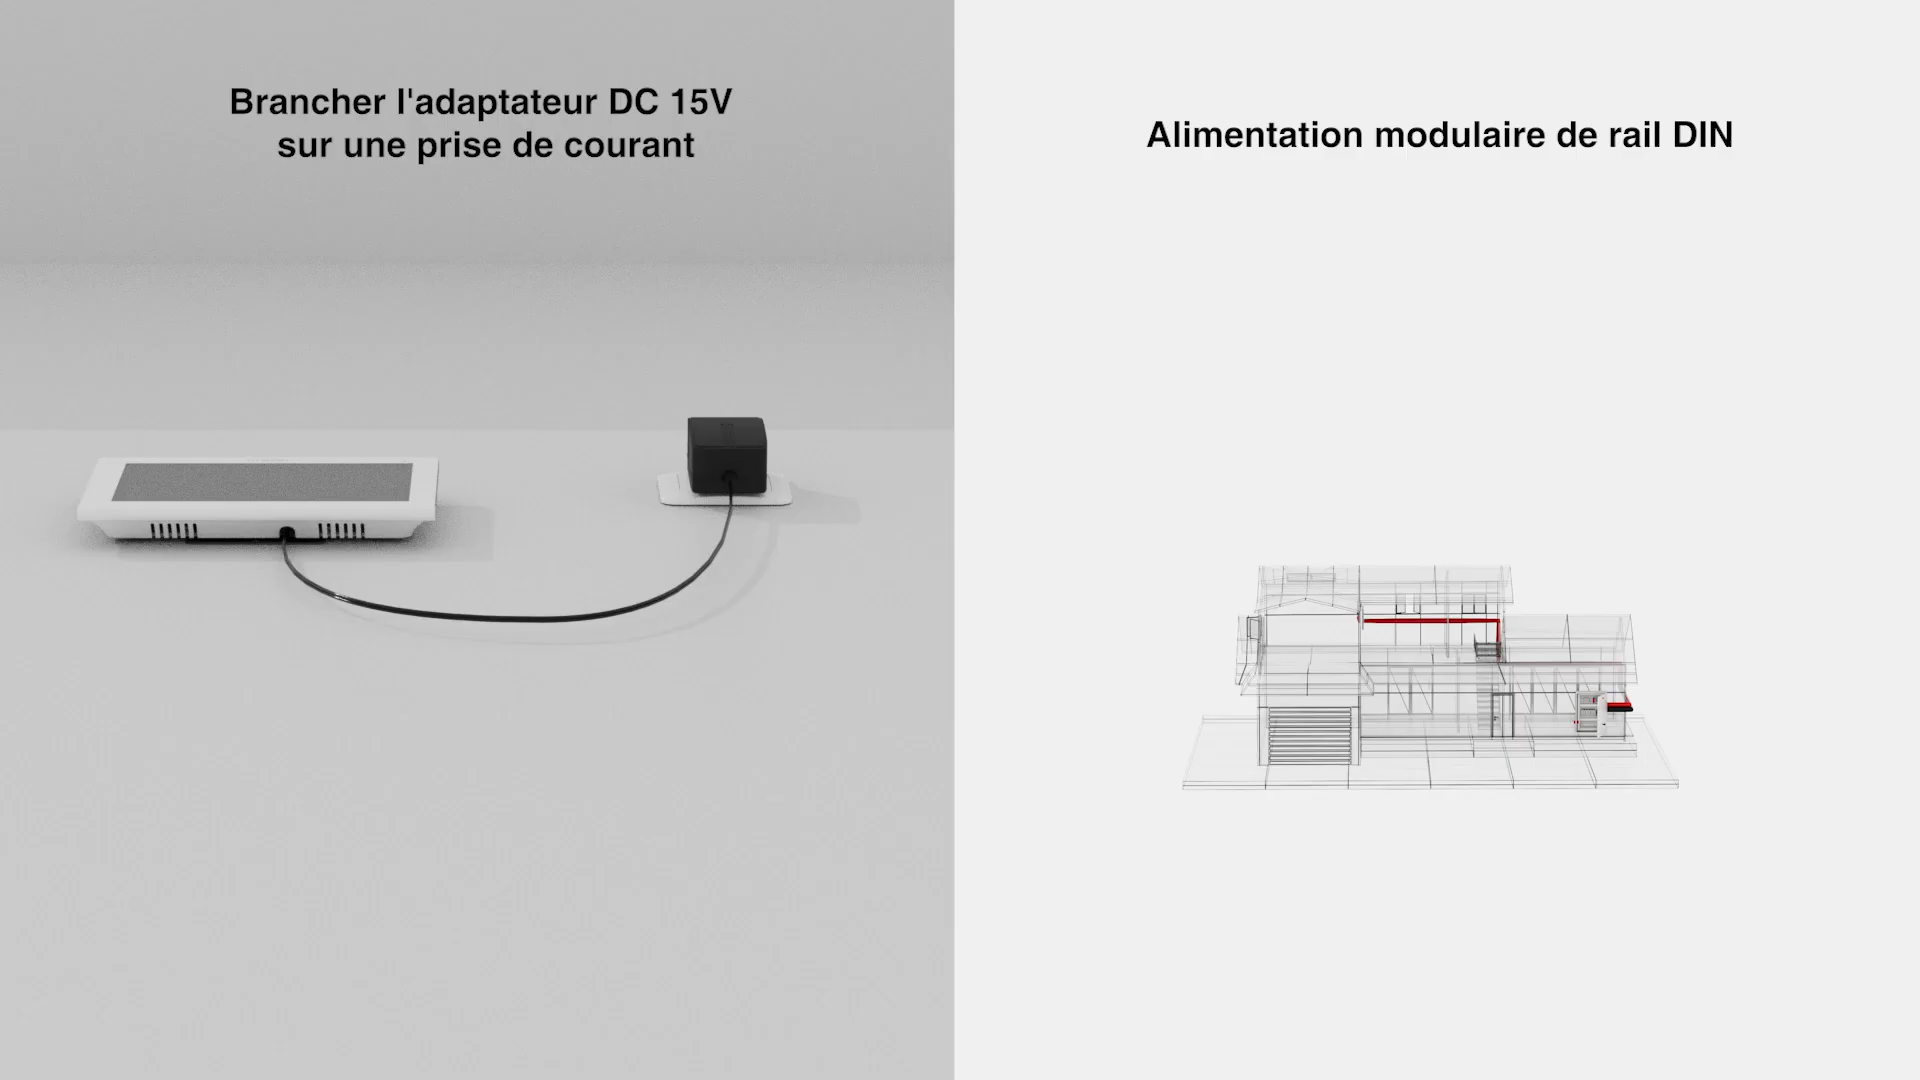 Brancher l'adaptateur DC 15V
sur une prise de courant
Alimentation modulaire de rail DIN